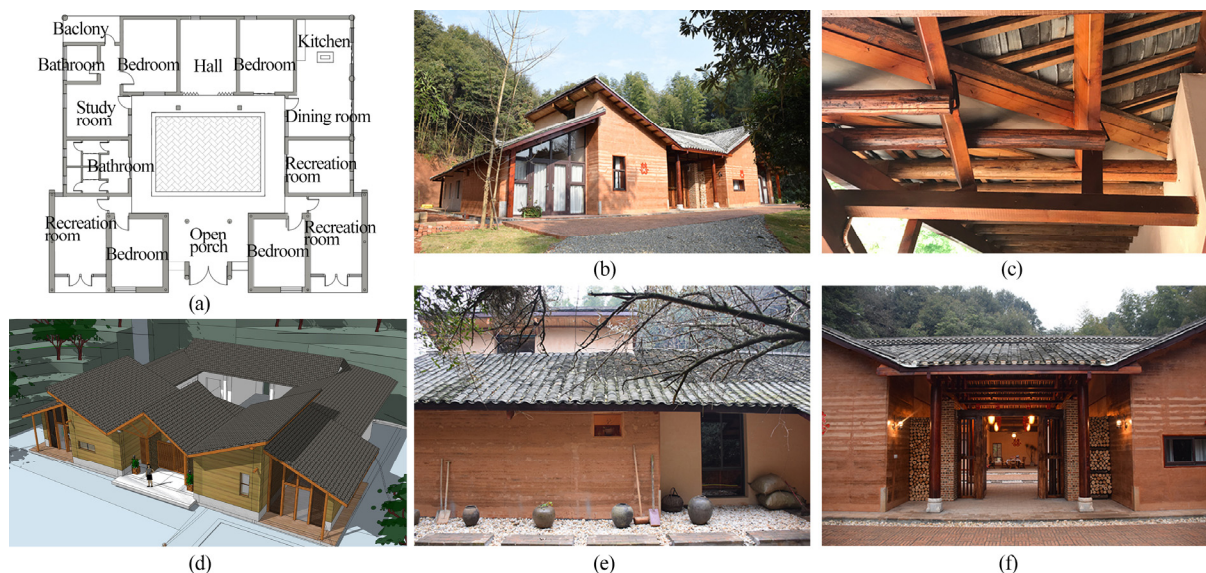 Baclony
Bathroom
Bedroom
Hall
Bedroom
Kitchen
Study
room
Dining room
Bathroom
Recreation
room
Recreation
room
Bedroom
Open
porch
Bedroom
Recreation
room
(a)
(b)
(c)
(d)
(e)
(f)